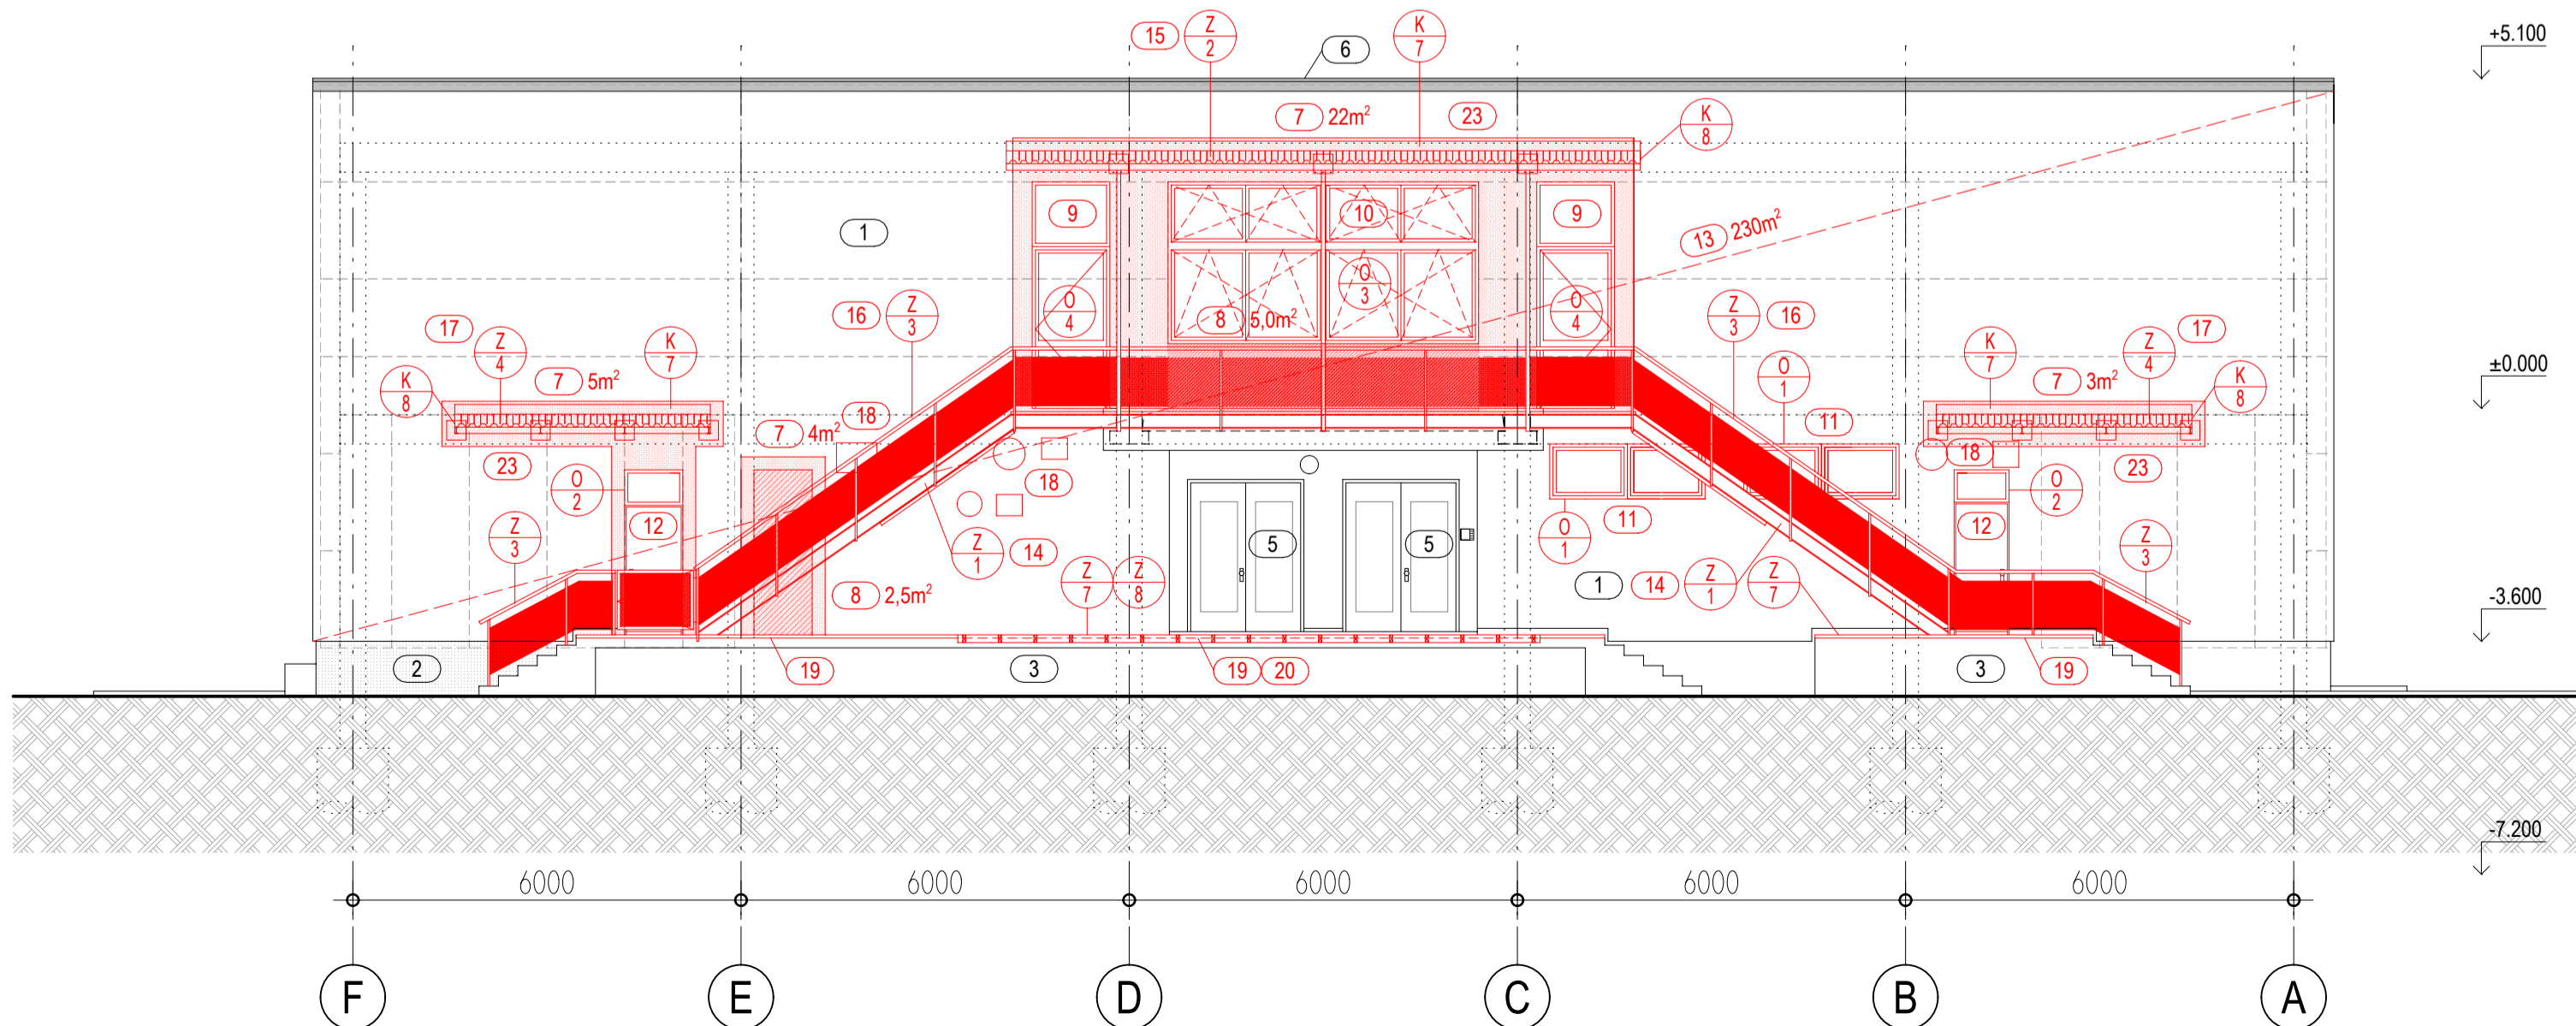 15 Z 2 6 K 7 +5.100
7 22m² 23 K 8
1 9 10 9 13 230m²
O 4 O 3 O 4
8 5,0m²
17 Z 4 K 7 16 Z 3 Z 3 16 K 7 Z 4 17
±0.000
K 8 7 5m² O 1 7 3m² K 8
7 4m² 18 11 18
23 O 2 18 23
12 O 2 12
Z 3 Z 1 14 5 5 O 1 11 Z 3
8 2,5m² Z 7 Z 8 1 14 Z 1 Z 7 -3.600
2 19 3 19 20 3 19
-7.200
6000 6000 6000 6000 6000
F E D C B A